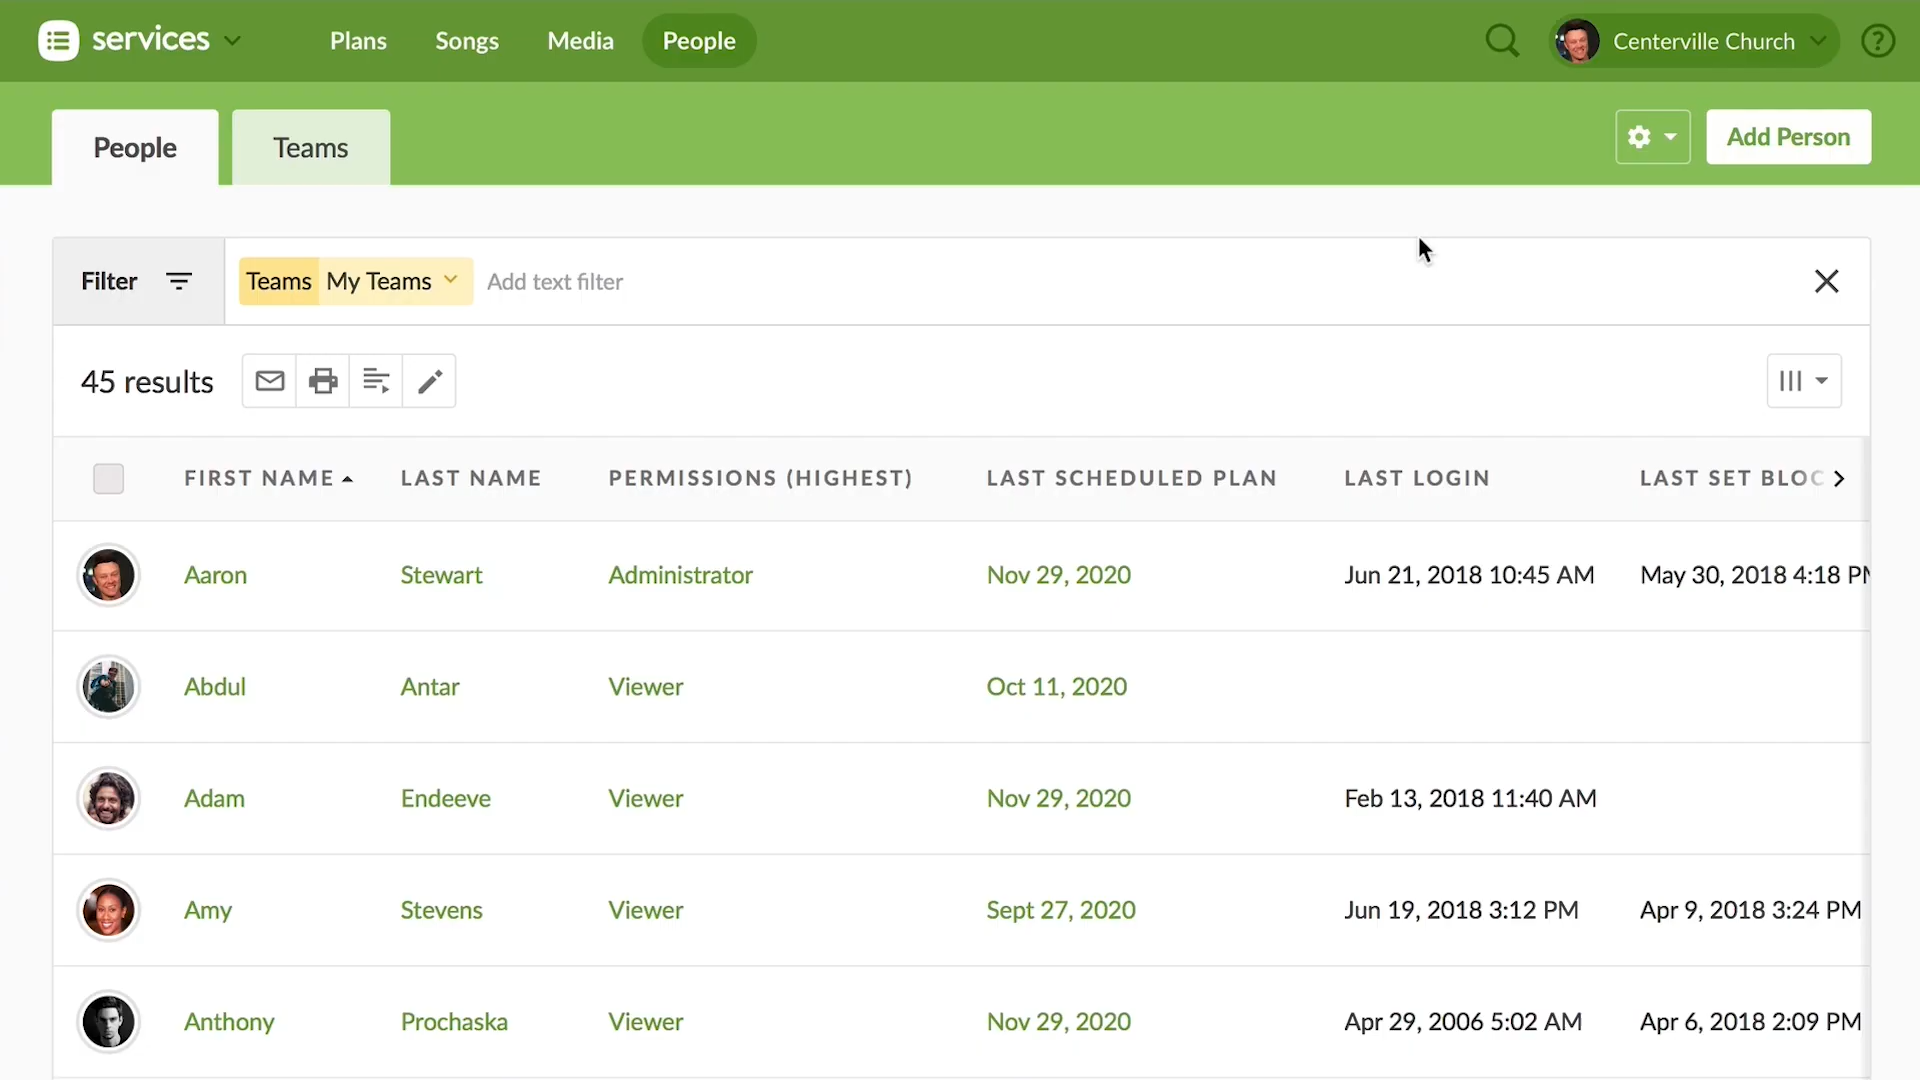 services Plans Songs Media People Centerville Church
People Teams Add Person
Filter Teams My Teams Add text filter
45 results
FIRST NAME LAST NAME PERMISSIONS (HIGHEST) LAST SCHEDULED PLAN LAST LOGIN LAST SET BLOC
Aaron Stewart Administrator Nov 29, 2020 Jun 21, 2018 10:45 AM May 30, 2018 4:18 PM
Abdul Antar Viewer Oct 11, 2020
Adam Endeeve Viewer Nov 29, 2020 Feb 13, 2018 11:40 AM
Amy Stevens Viewer Sept 27, 2020 Jun 19, 2018 3:12 PM Apr 9, 2018 3:24 PM
Anthony Prochaska Viewer Nov 29, 2020 Apr 29, 2006 5:02 AM Apr 6, 2018 2:09 PM